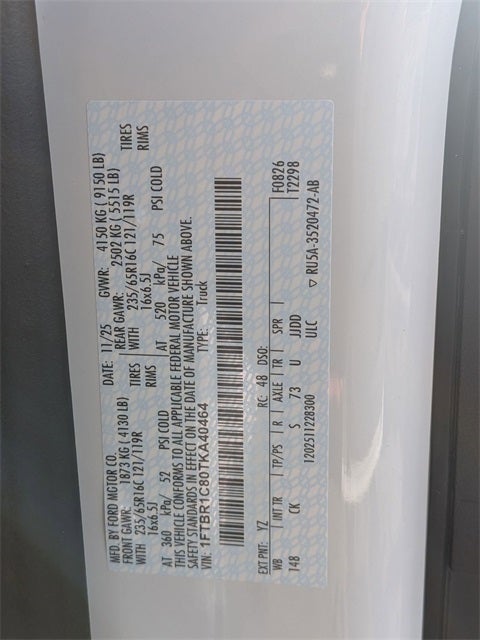 MFD. BY FORD MOTOR CO.
11/25 GVWR: 4150 KG ( 9150 LB)
FRONT GAWR: 1873 KG ( 4130 LB) REAR GAWR: 2502 KG ( 5515 LB)
WITH 235/65R16C 121/119R TIRES WITH 235/65R16C 121/119R TIRES
16x6.5J RIMS 16x6.5J RIMS
AT 360 kPa/ 52 PSI COLD AT 520 kPa/ 75 PSI COLD
THIS VEHICLE CONFORMS TO ALL APPLICABLE FEDERAL MOTOR VEHICLE
SAFETY STANDARDS IN EFFECT ON THE DATE OF MANUFACTURE SHOWN ABOVE.
VIN: 1FTBR1C80TKA40464 TYPE: Truck
F0826
T2298
EXT PNT: YZ RC: 48 DSO:
WB INT TR TP/PS R AXLE TR SPR
148 CK S 73 U JJDD
ULC
1202511228300 RU5A-3520472-AB